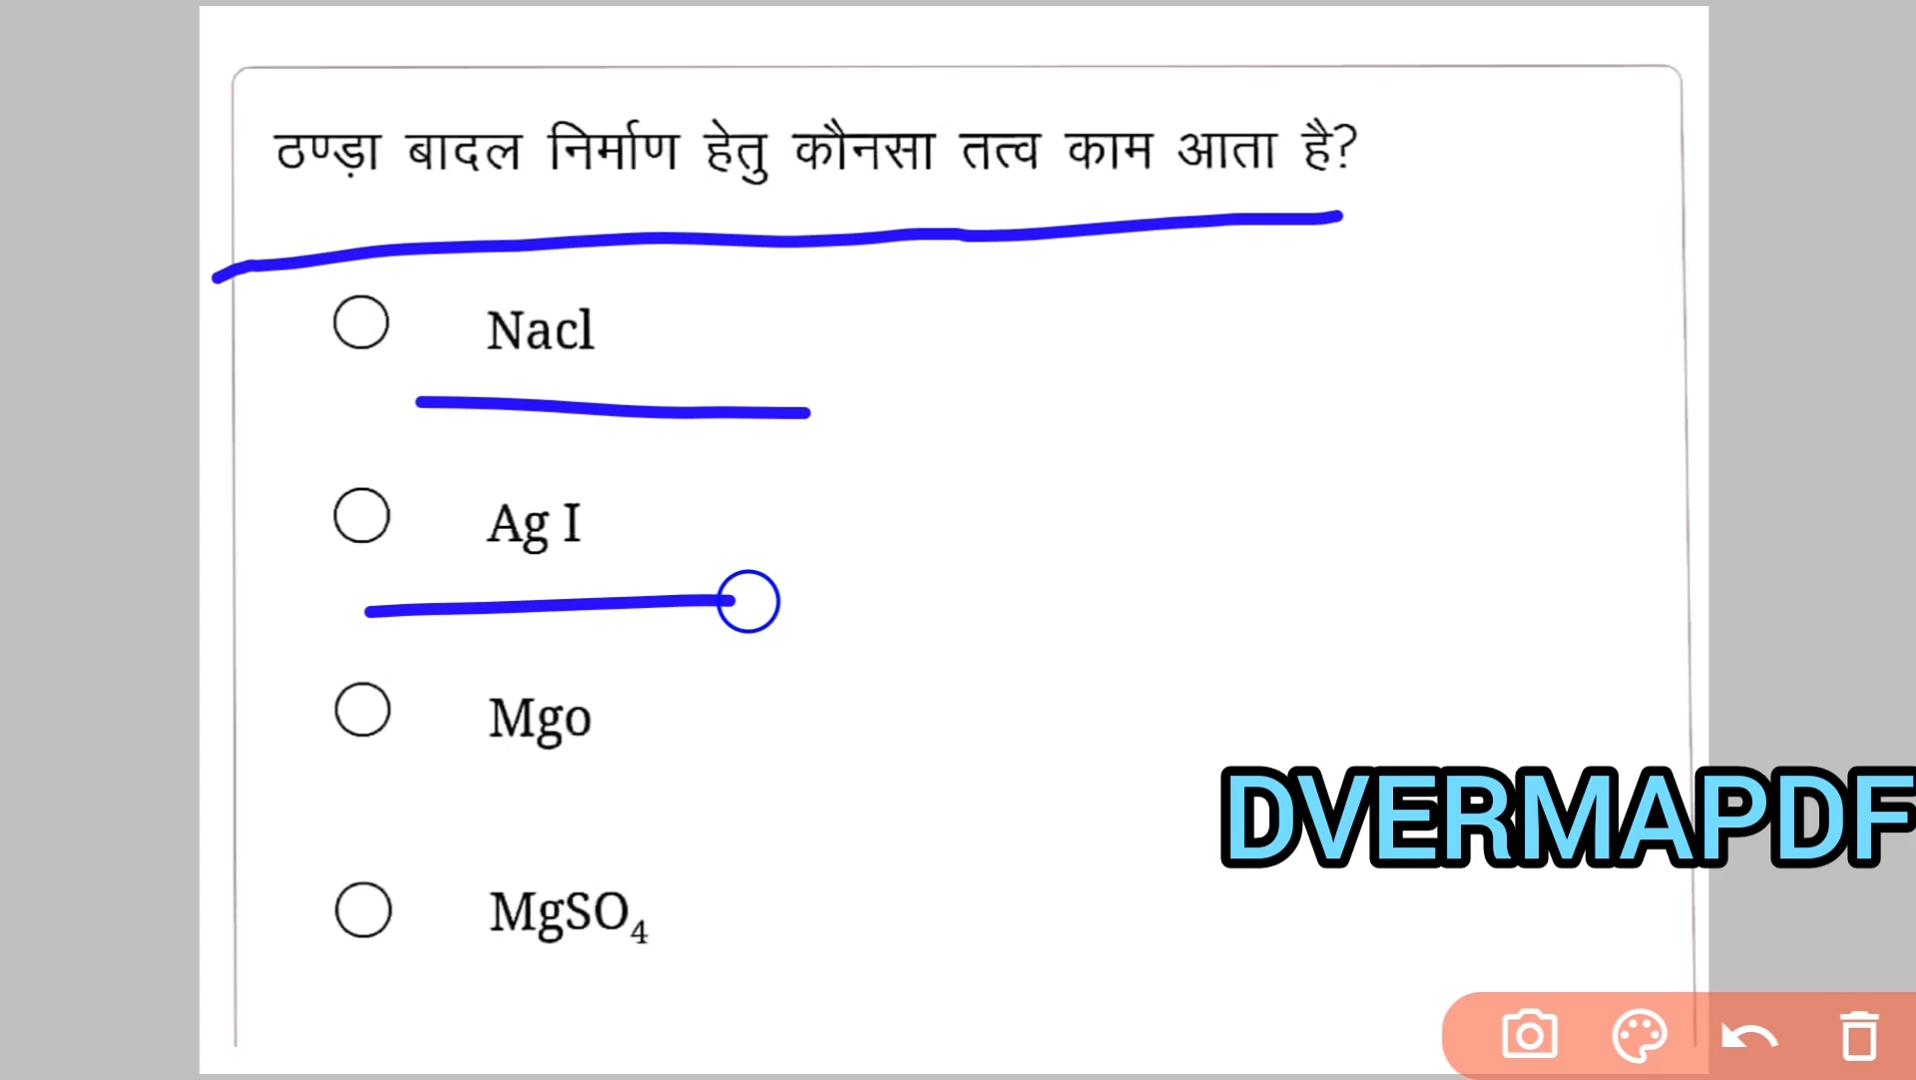 ठण्ड़ा बादल निर्माण हेतु कौनसा तत्व काम आता है?
Nacl
Ag I
Mgo
MgSO₄
DVERMAPDF